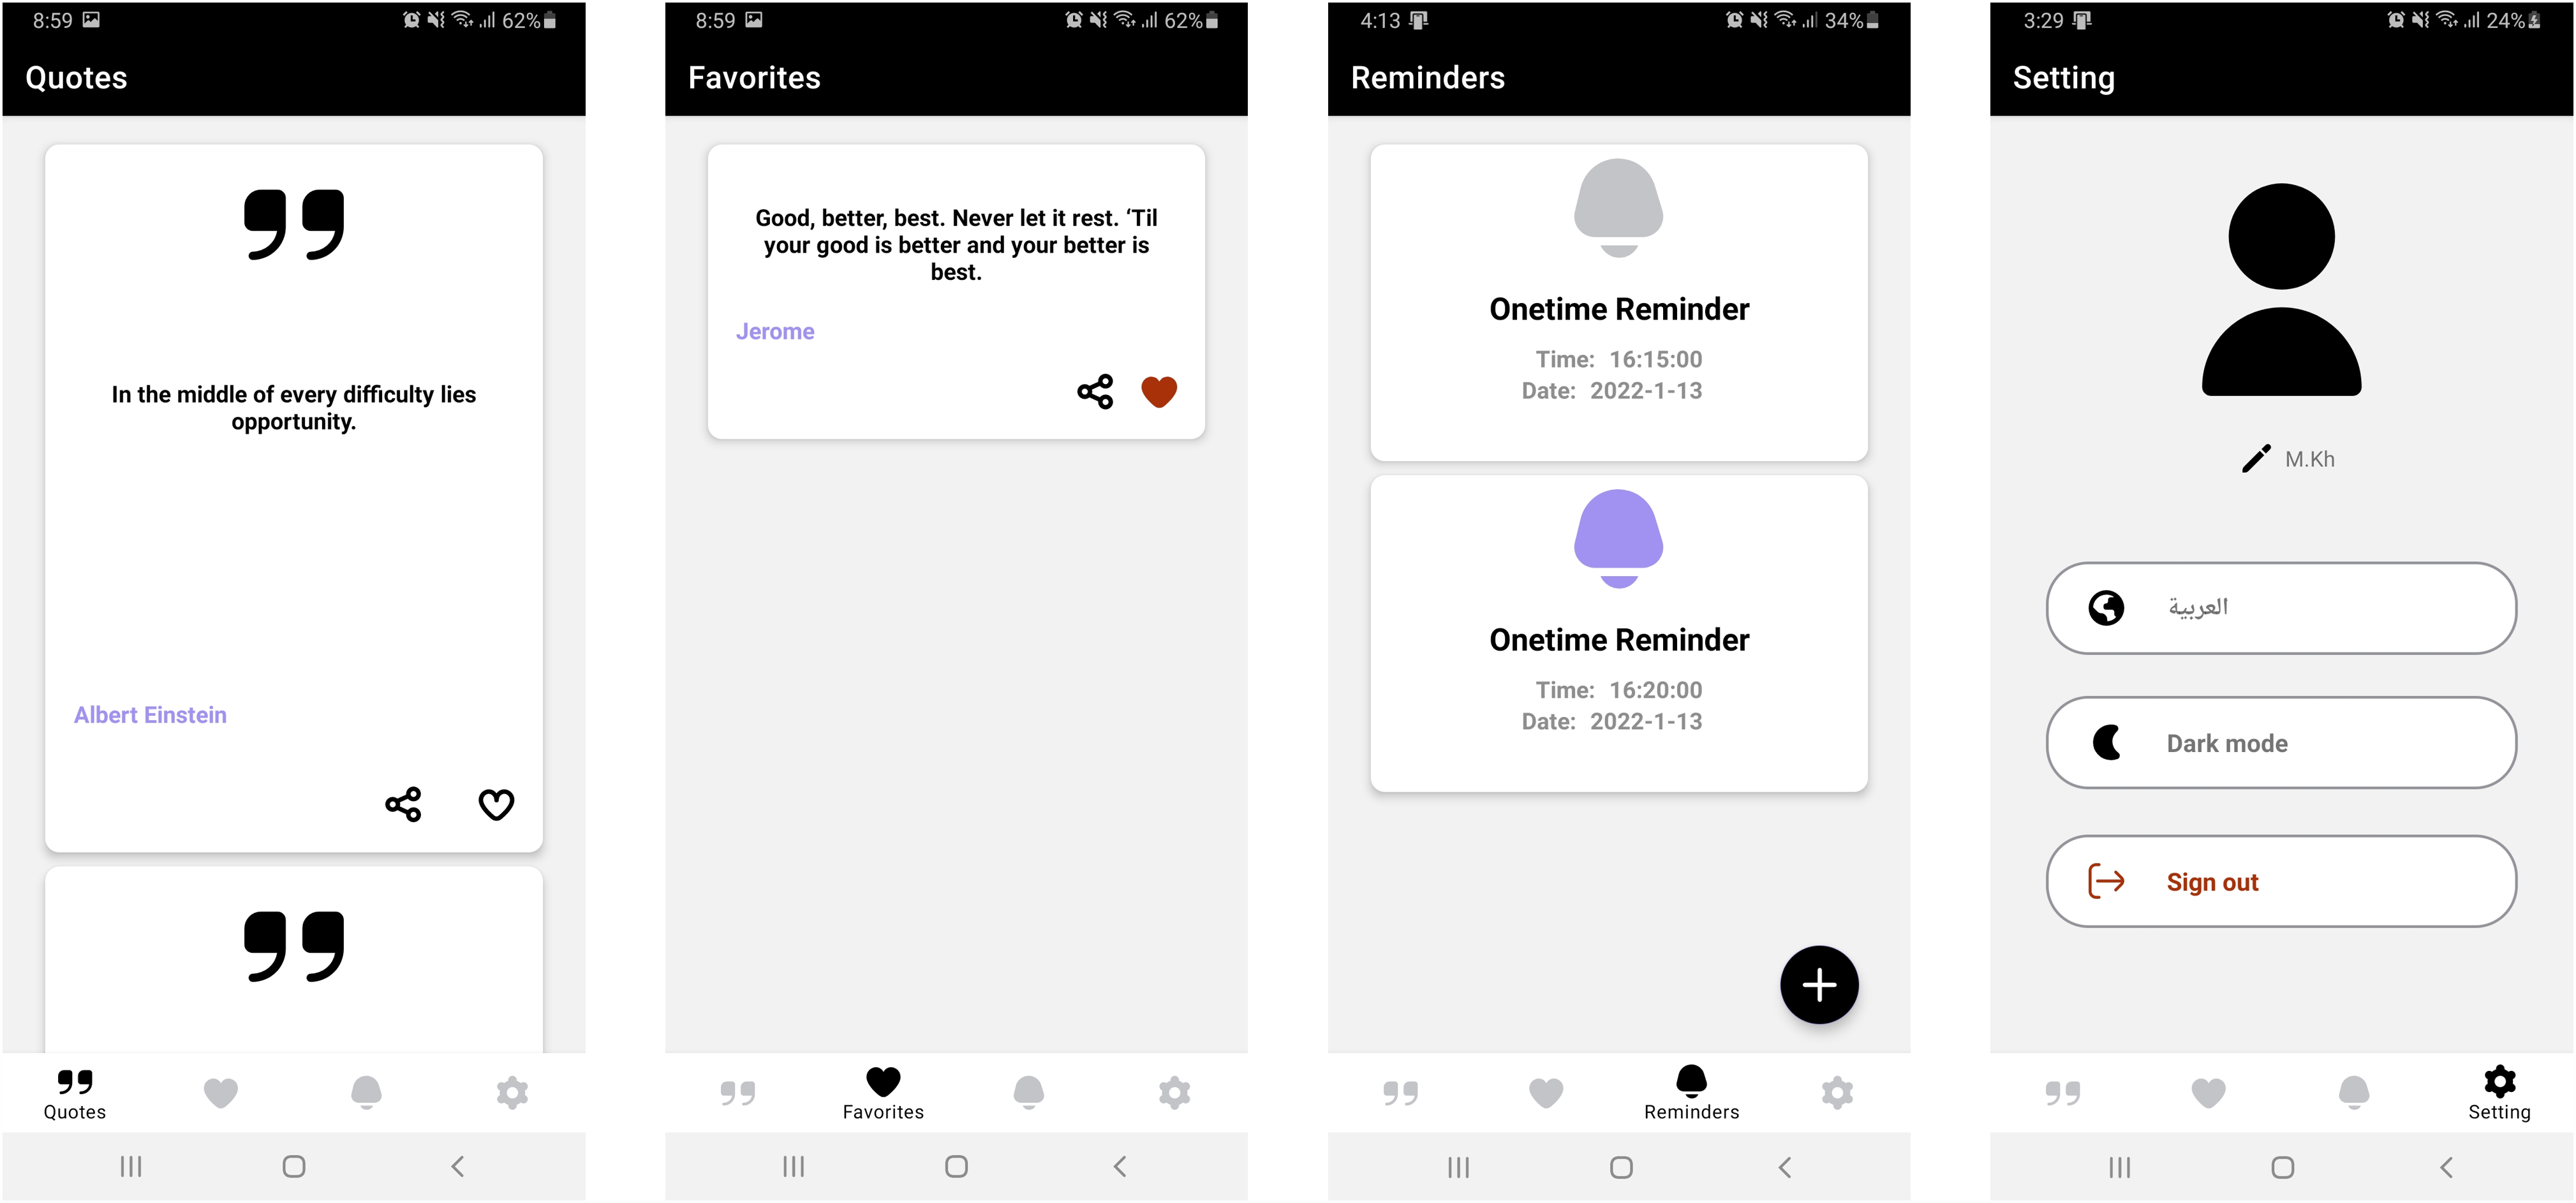 8:59 62%
Quotes
In the middle of every difficulty lies
opportunity.
Albert Einstein
Quotes
8:59 62%
Favorites
Good, better, best. Never let it rest. ‘Til
your good is better and your better is
best.
Jerome
Favorites
4:13 34%
Reminders
Onetime Reminder
Time: 16:15:00
Date: 2022-1-13
Onetime Reminder
Time: 16:20:00
Date: 2022-1-13
Reminders
3:29 24%
Setting
M.Kh
العربية
Dark mode
Sign out
Setting